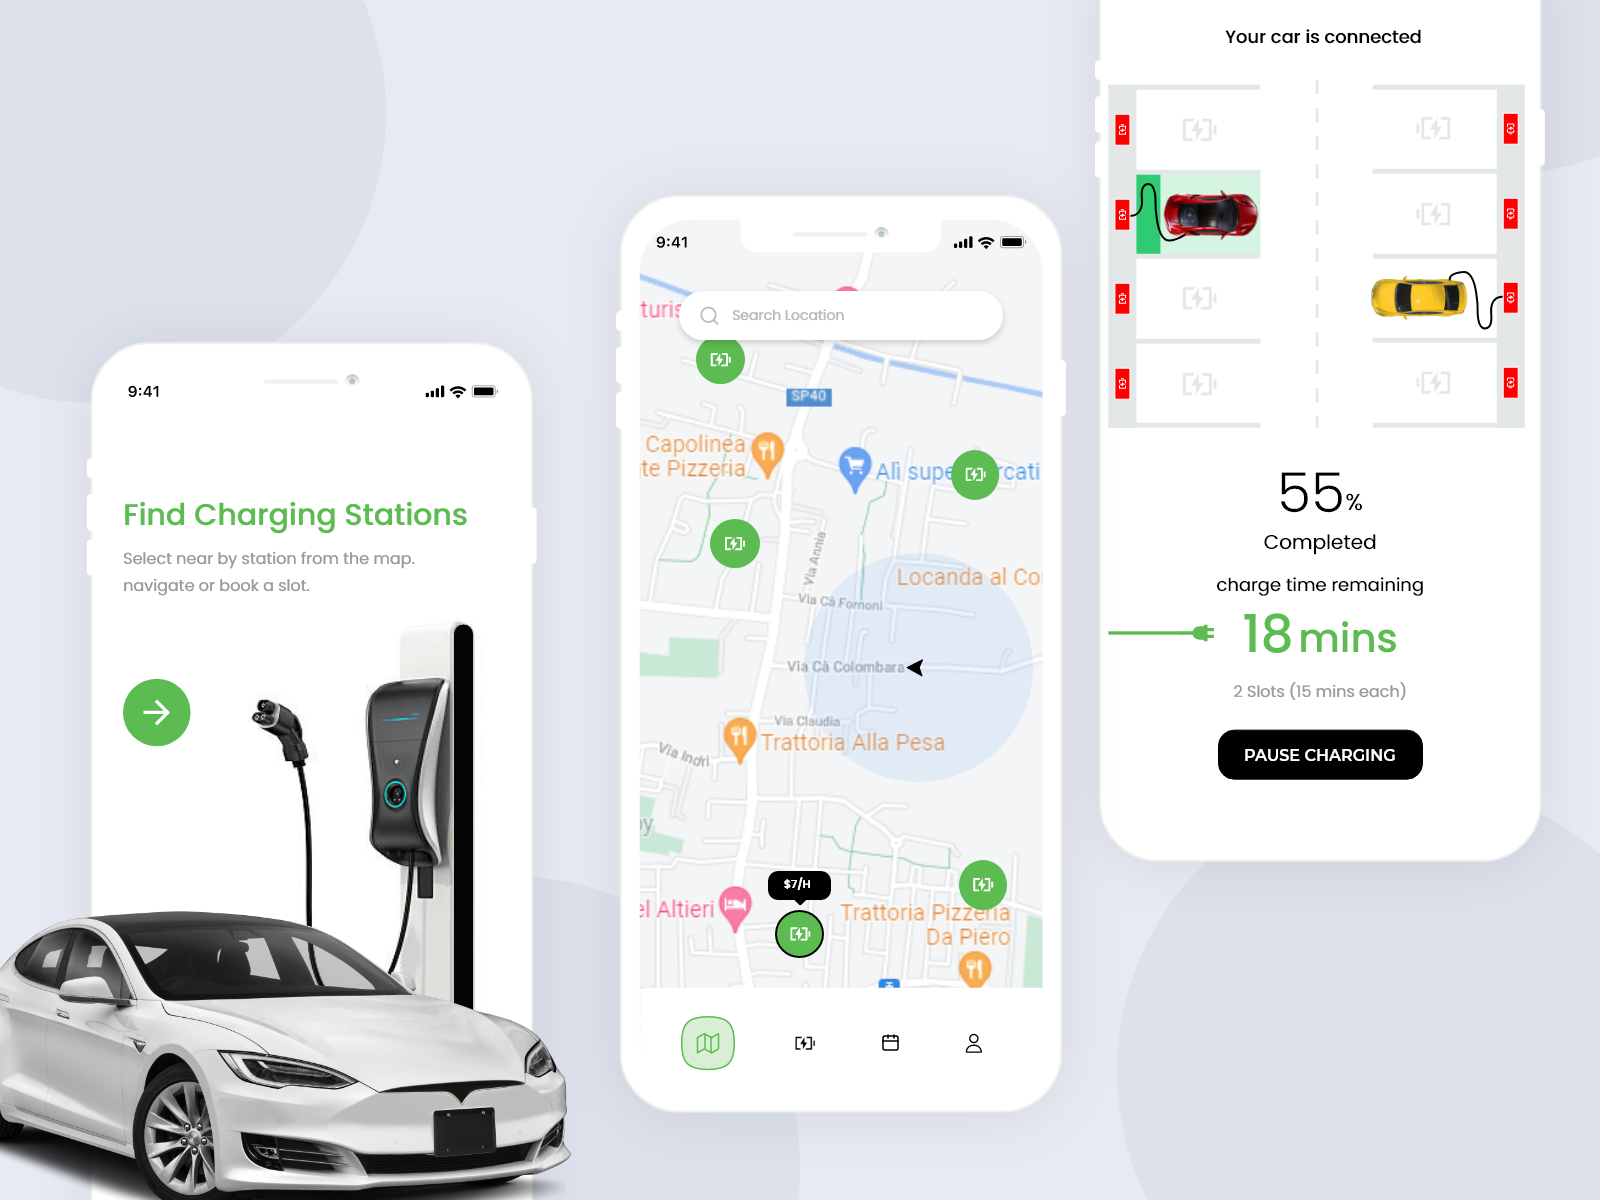 9:41
Find Charging Stations
Select near by station from the map.
navigate or book a slot.
9:41
turis
Search Location
SP40
Capolinea
te Pizzeria
Alì supe
rcati
Via Annia
Locanda al Co
Via Cà Fornoni
Via Cà Colombara
Via Claudia
Trattoria Alla Pesa
Via Indri
oy
$7/H
el Altieri
Trattoria Pizzeria
Da Piero
Your car is connected
55%
Completed
charge time remaining
18 mins
2 Slots (15 mins each)
PAUSE CHARGING